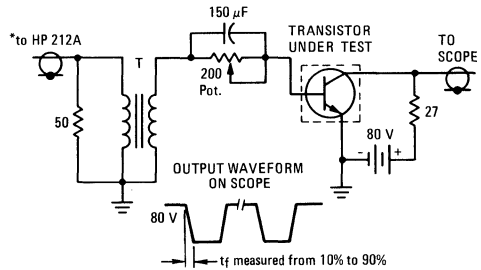 150 μF
*to HP 212A
T
200
Pot.
50
TRANSISTOR
UNDER TEST
TO
SCOPE
27
80 V
- +
OUTPUT WAVEFORM
ON SCOPE
80 V
tf measured from 10% to 90%